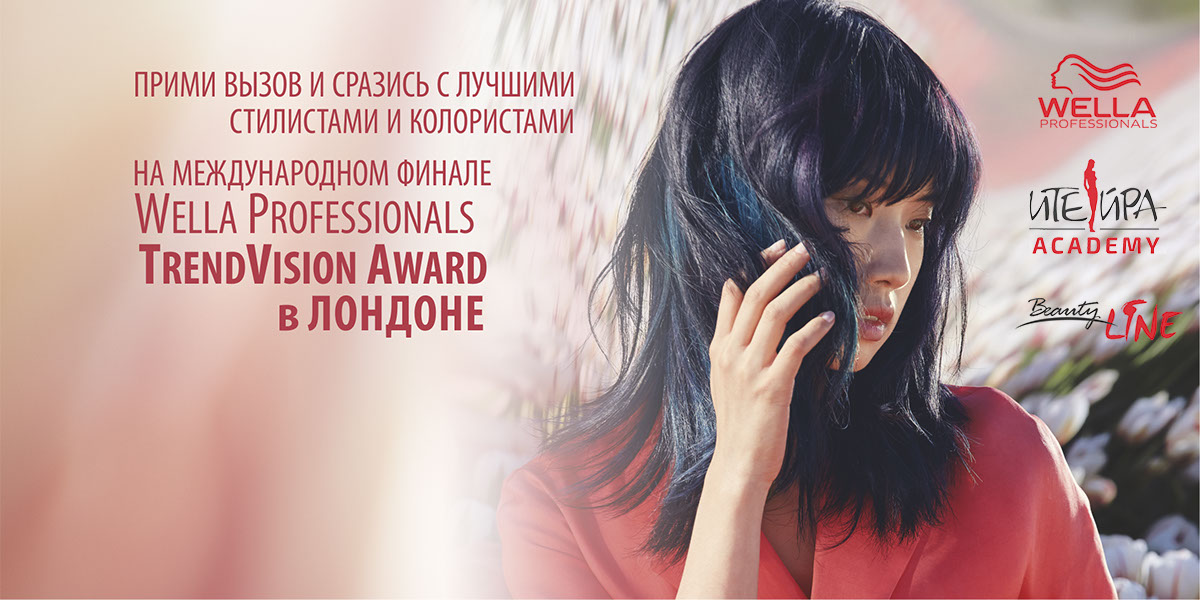 ПРИМИ ВЫЗОВ И СРАЗИСЬ С ЛУЧШИМИ
СТИЛИСТАМИ И КОЛОРИСТАМИ
НА МЕЖДУНАРОДНОМ ФИНАЛЕ
WELLA PROFESSIONALS
TRENDVISION AWARD
в ЛОНДОНЕ
WELLA
PROFESSIONALS
ИТЕЙРА
ACADEMY
Beauty LINE